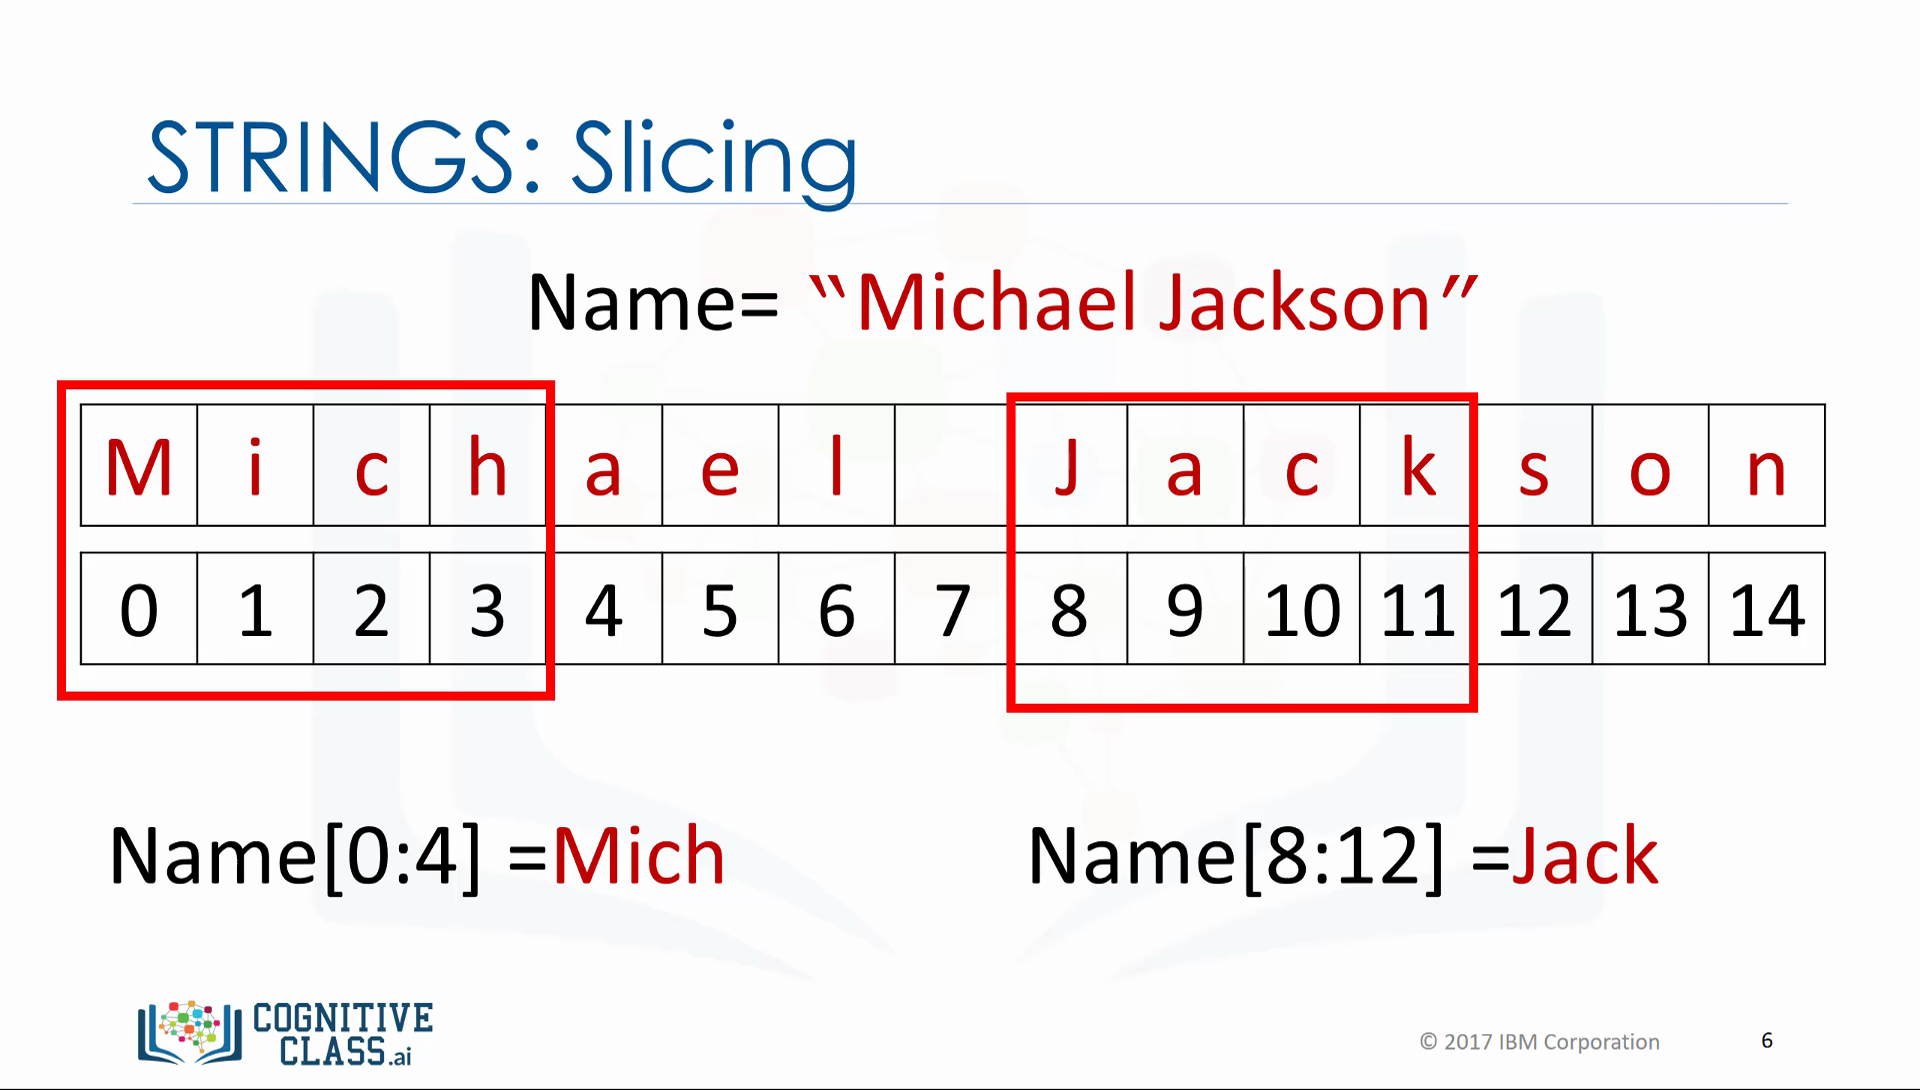 STRINGS: Slicing
Name= “Michael Jackson”
M i c h a e l J a c k s o n
0 1 2 3 4 5 6 7 8 9 10 11 12 13 14
Name[0:4] =Mich
Name[8:12] =Jack
COGNITIVE
CLASS.ai
© 2017 IBM Corporation 6